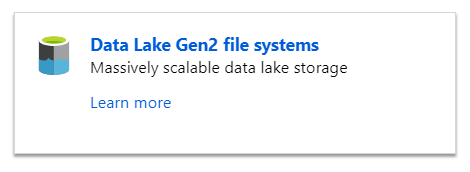 Data Lake Gen2 file systems
Massively scalable data lake storage
Learn more